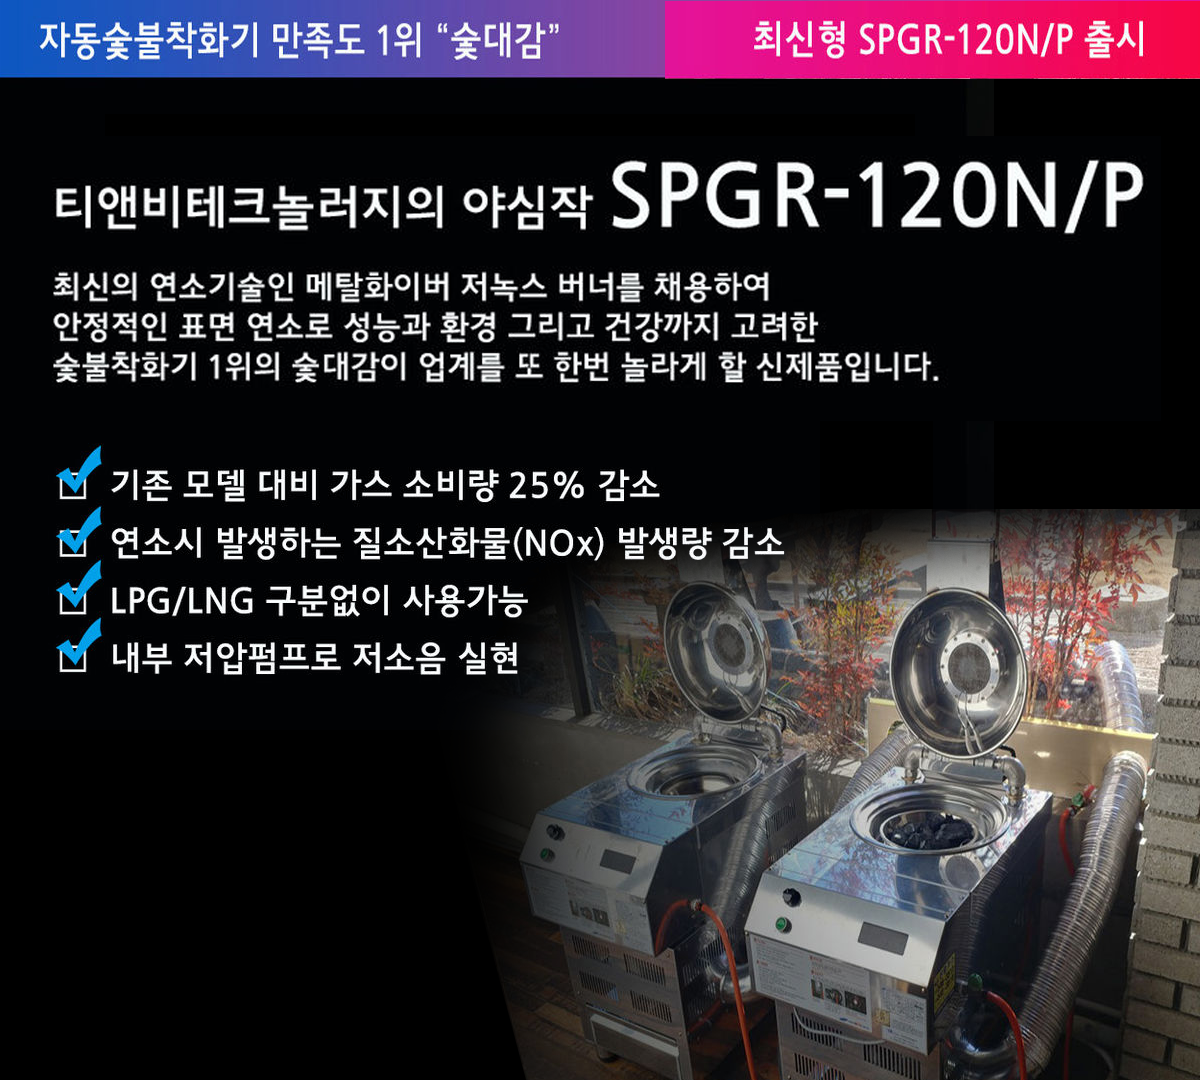 자동숯불착화기 만족도 1위 “숯대감”
최신형 SPGR-120N/P 출시
티앤비테크놀러지의 야심작 SPGR-120N/P
최신의 연소기술인 메탈화이버 저녹스 버너를 채용하여
안정적인 표면 연소로 성능과 환경 그리고 건강까지 고려한
숯불착화기 1위의 숯대감이 업계를 또 한번 놀라게 할 신제품입니다.
기존 모델 대비 가스 소비량 25% 감소
연소시 발생하는 질소산화물(NOx) 발생량 감소
LPG/LNG 구분없이 사용가능
내부 저압펌프로 저소음 실현